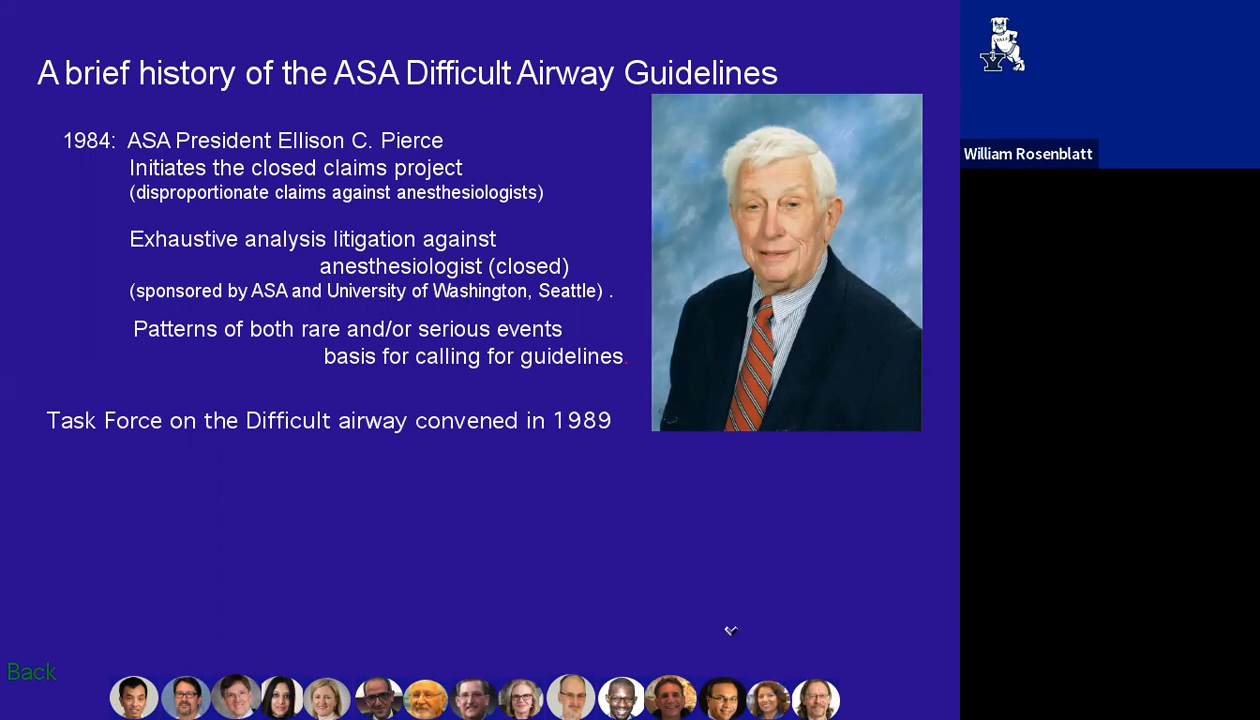 A brief history of the ASA Difficult Airway Guidelines
1984: ASA President Ellison C. Pierce
Initiates the closed claims project
(disproportionate claims against anesthesiologists)
Exhaustive analysis litigation against
anesthesiologist (closed)
(sponsored by ASA and University of Washington, Seattle) .
Patterns of both rare and/or serious events
basis for calling for guidelines.
Task Force on the Difficult airway convened in 1989
Back
YALE
Y
William Rosenblatt